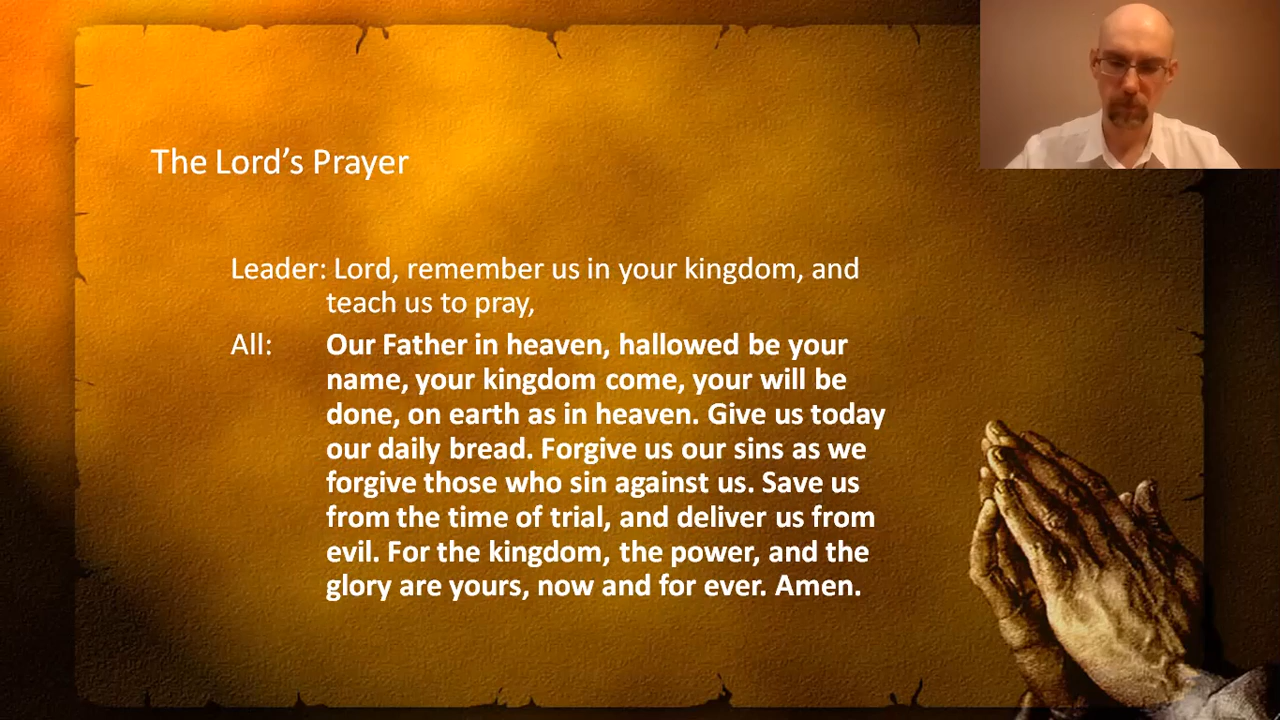 The Lord’s Prayer
Leader: Lord, remember us in your kingdom, and
teach us to pray,
All: Our Father in heaven, hallowed be your
name, your kingdom come, your will be
done, on earth as in heaven. Give us today
our daily bread. Forgive us our sins as we
forgive those who sin against us. Save us
from the time of trial, and deliver us from
evil. For the kingdom, the power, and the
glory are yours, now and for ever. Amen.